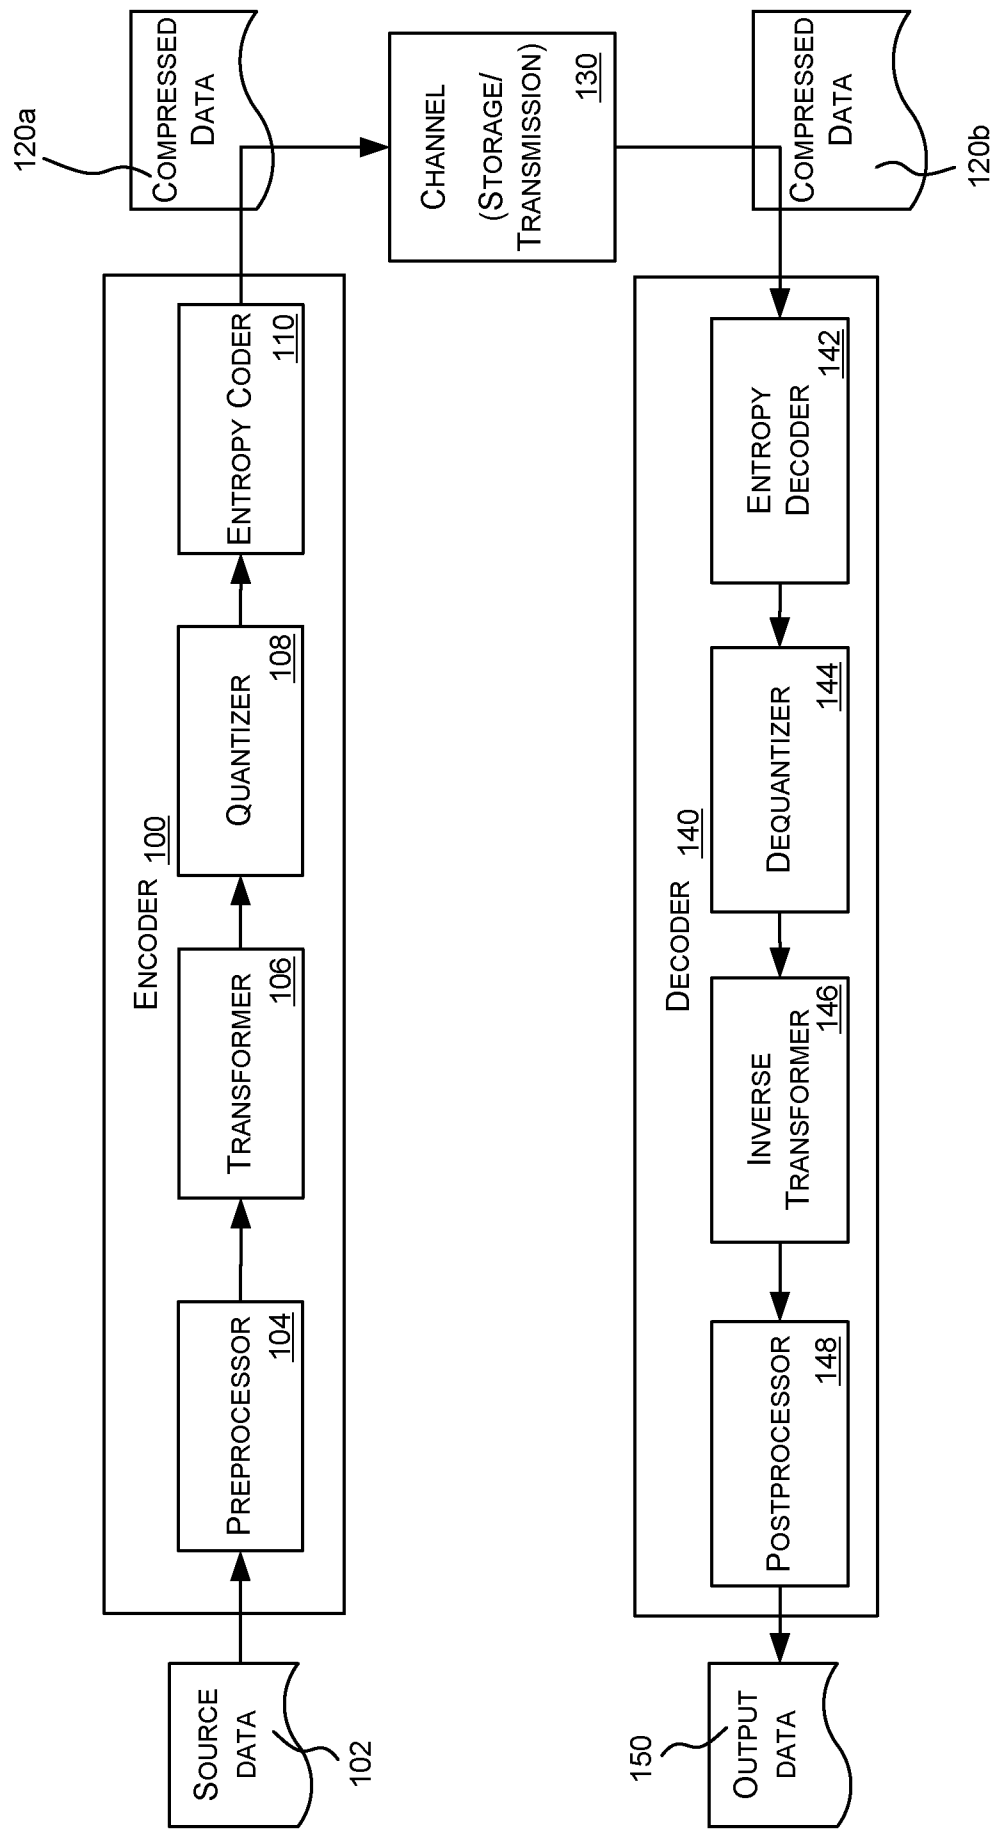 SOURCE
DATA
102
ENCODER
100
PREPROCESSOR
104
TRANSFORMER
106
QUANTIZER
108
ENTROPY CODER
110
120a
COMPRESSED
DATA
CHANNEL
(STORAGE/
TRANSMISSION)
130
COMPRESSED
DATA
120b
DECODER
140
ENTROPY
DECODER
142
DEQUANTIZER
144
INVERSE
TRANSFORMER
146
POSTPROCESSOR
148
150
OUTPUT
DATA